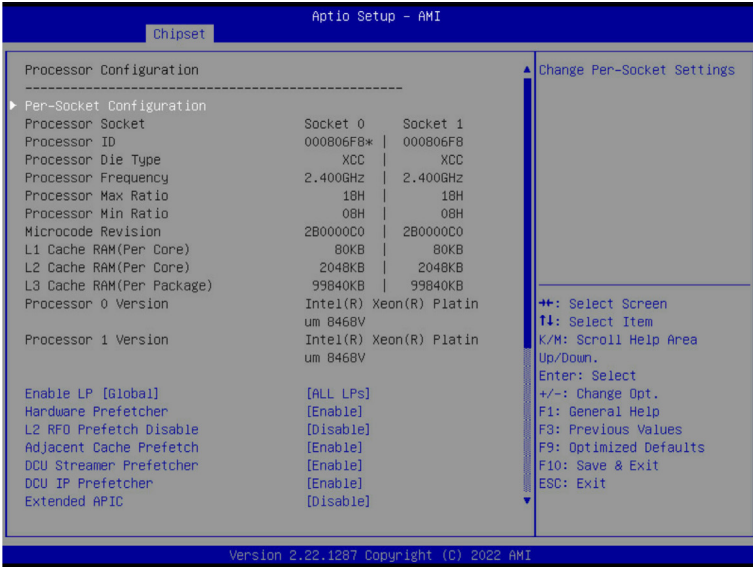 Aptio Setup - AMI
Chipset
Processor Configuration
--------------------------------------------------
Per-Socket Configuration
Processor Socket Socket 0 Socket 1
Processor ID 000806F8* | 000806F8
Processor Die Type XCC | XCC
Processor Frequency 2.400GHz | 2.400GHz
Processor Max Ratio 18H | 18H
Processor Min Ratio 08H | 08H
Microcode Revision 2B0000C0 | 2B0000C0
L1 Cache RAM(Per Core) 80KB | 80KB
L2 Cache RAM(Per Core) 2048KB | 2048KB
L3 Cache RAM(Per Package) 99840KB | 99840KB
Processor 0 Version Intel(R) Xeon(R) Platin
um 8468V
Processor 1 Version Intel(R) Xeon(R) Platin
um 8468V
Enable LP [Global] [ALL LPs]
Hardware Prefetcher [Enable]
L2 RFO Prefetch Disable [Disable]
Adjacent Cache Prefetch [Enable]
DCU Streamer Prefetcher [Enable]
DCU IP Prefetcher [Enable]
Extended APIC [Disable]
Change Per-Socket Settings
→←: Select Screen
↑↓: Select Item
K/M: Scroll Help Area
Up/Down.
Enter: Select
+/-: Change Opt.
F1: General Help
F3: Previous Values
F9: Optimized Defaults
F10: Save & Exit
ESC: Exit
Version 2.22.1287 Copyright (C) 2022 AMI